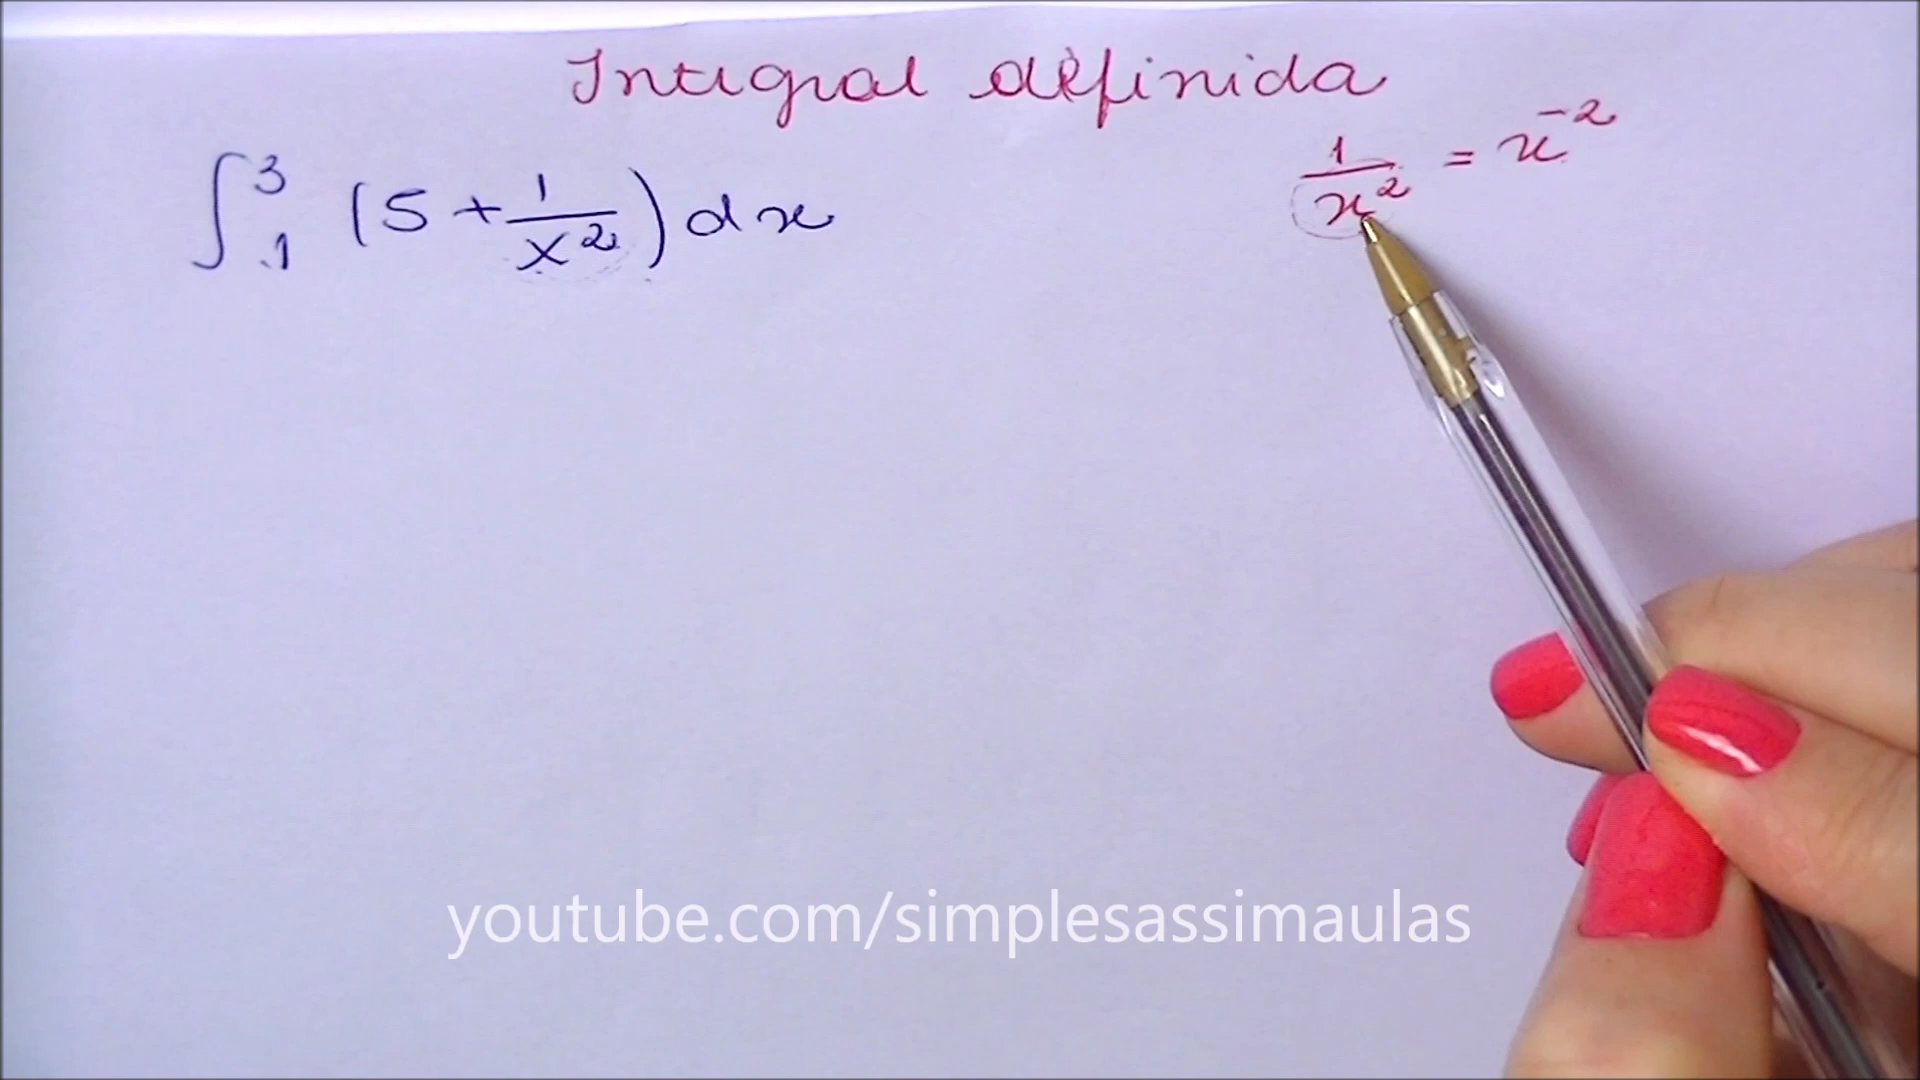 Integral definida
1/x² = x⁻²
∫₁³ (5 + 1/x²) dx
youtube.com/simplesassimaulas